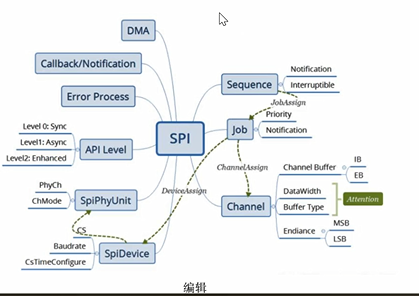 DMA
Callback/Notification
Error Process
API Level
Level 0: Sync
Level1: Async
Level2: Enhanced
SpiPhyUnit
PhyCh
ChMode
SpiDevice
CS
Baudrate
CsTimeConfigure
SPI
Sequence
Notification
Interruptible
JobAssign
Job
Priority
Notification
ChannelAssign
DeviceAssign
Channel
Channel Buffer
IB
EB
DataWidth
Buffer Type
Attention
Endiance
MSB
LSB
编辑